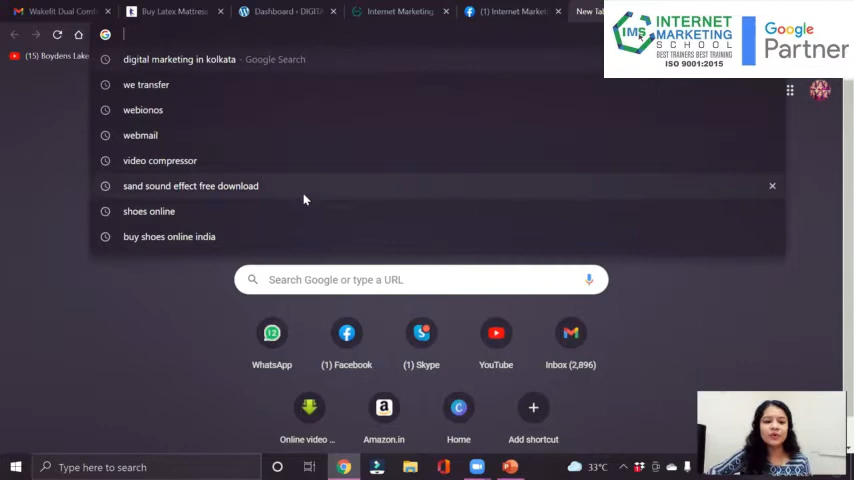 Wakefit Dual Comf
Buy Latex Mattress
Dashboard ‹ DIGITA
Internet Marketing
(1) Internet Market
New Tab
(15) Boydens Lake
digital marketing in kolkata - Google Search
we transfer
webionos
webmail
video compressor
sand sound effect free download
shoes online
buy shoes online india
IMS
INTERNET
MARKETING
SCHOOL
BEST TRAINERS BEST TRAINING
ISO 9001:2015
Google
Partner
Search Google or type a URL
WhatsApp
(1) Facebook
(1) Skype
YouTube
Inbox (2,896)
Online video ...
Amazon.in
Home
Add shortcut
Type here to search
33°C